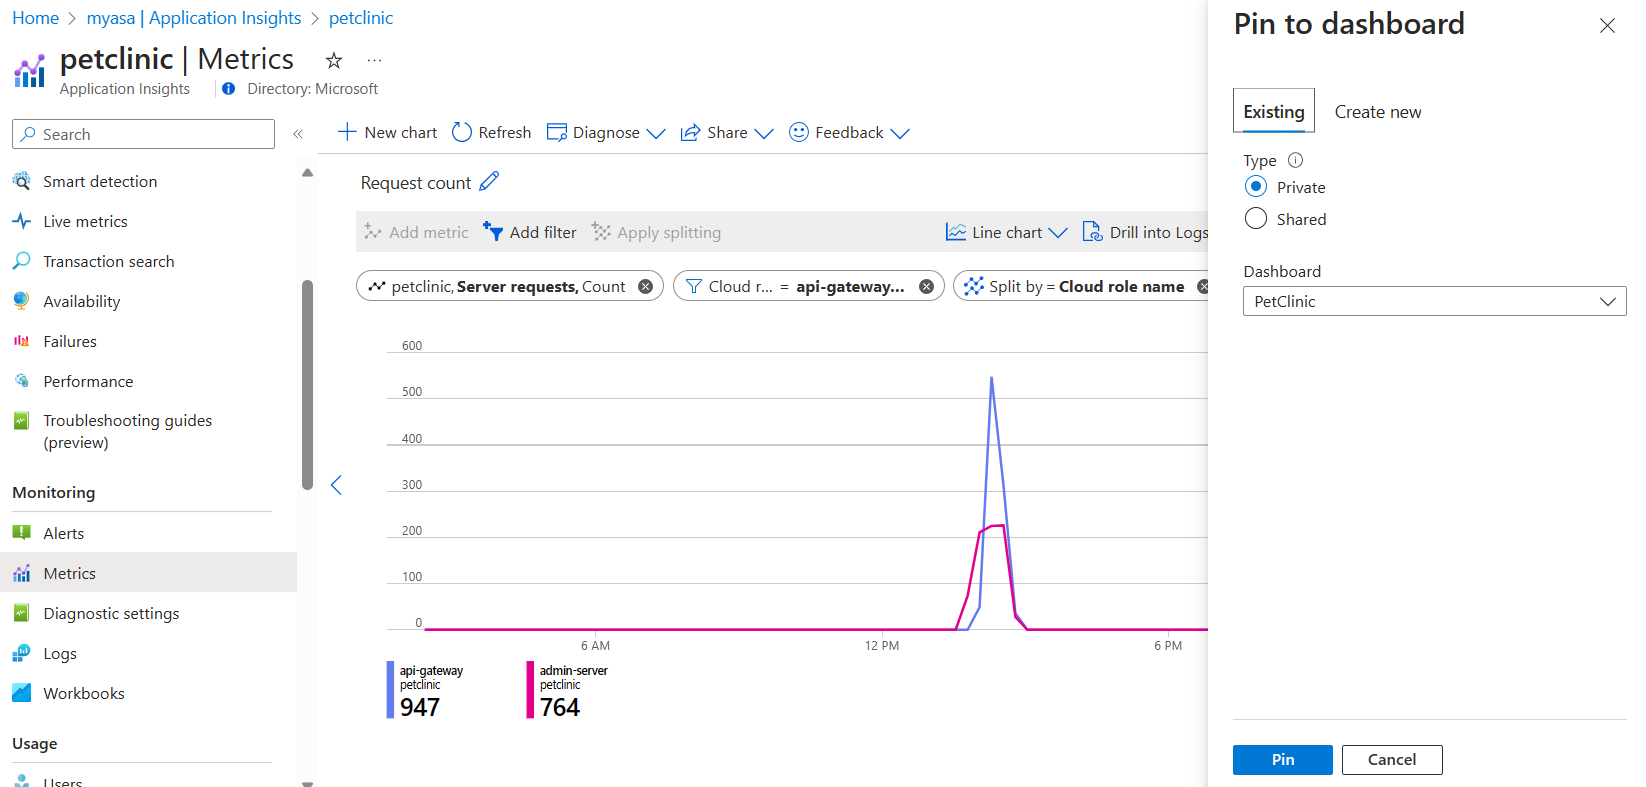 Home > myasa | Application Insights > petclinic
petclinic | Metrics
Application Insights
Directory: Microsoft
Search
Smart detection
Live metrics
Transaction search
Availability
Failures
Performance
Troubleshooting guides
(preview)
Monitoring
Alerts
Metrics
Diagnostic settings
Logs
Workbooks
Usage
Users
New chart Refresh Diagnose Share Feedback
Request count
Add metric Add filter Apply splitting Line chart Drill into Logs
petclinic, Server requests, Count
Cloud r... = api-gateway...
Split by = Cloud role name
600
500
400
300
200
100
0
6 AM 12 PM 6 PM
api-gateway
petclinic
947
admin-server
petclinic
764
Pin to dashboard
Existing Create new
Type
Private
Shared
Dashboard
PetClinic
Pin Cancel